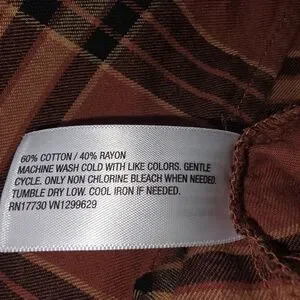 60% COTTON / 40% RAYON
MACHINE WASH COLD WITH LIKE COLORS. GENTLE
CYCLE. ONLY NON CHLORINE BLEACH WHEN NEEDED.
TUMBLE DRY LOW. COOL IRON IF NEEDED.
RN17730 VN1299629